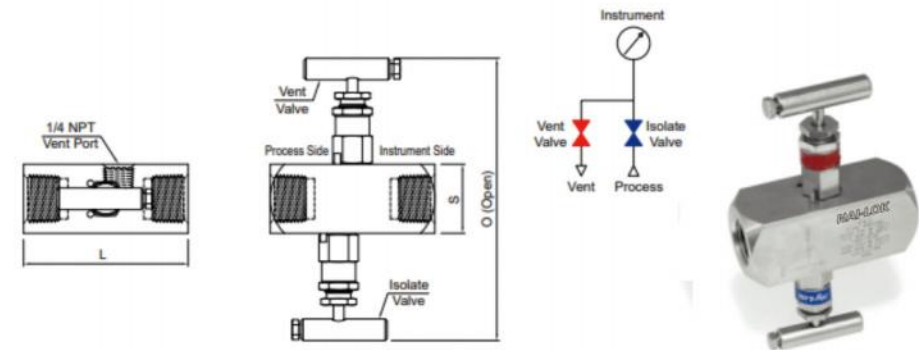 1/4 NPT
Vent Port
L
Vent
Valve
Process Side
Instrument Side
S
O (Open)
Isolate
Valve
Instrument
Vent
Valve
Isolate
Valve
Vent
Process
HAI-LOK